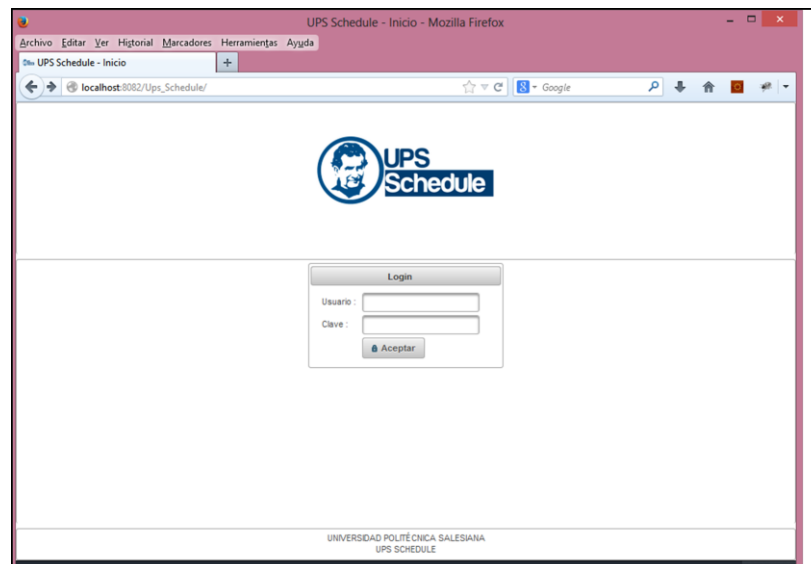 UPS Schedule - Inicio - Mozilla Firefox
Archivo Editar Ver Historial Marcadores Herramientas Ayuda
UPS Schedule - Inicio
localhost:8082/Ups_Schedule/
Google
UPS
Schedule
Login
Usuario :
Clave :
Aceptar
UNIVERSIDAD POLITÉCNICA SALESIANA
UPS SCHEDULE